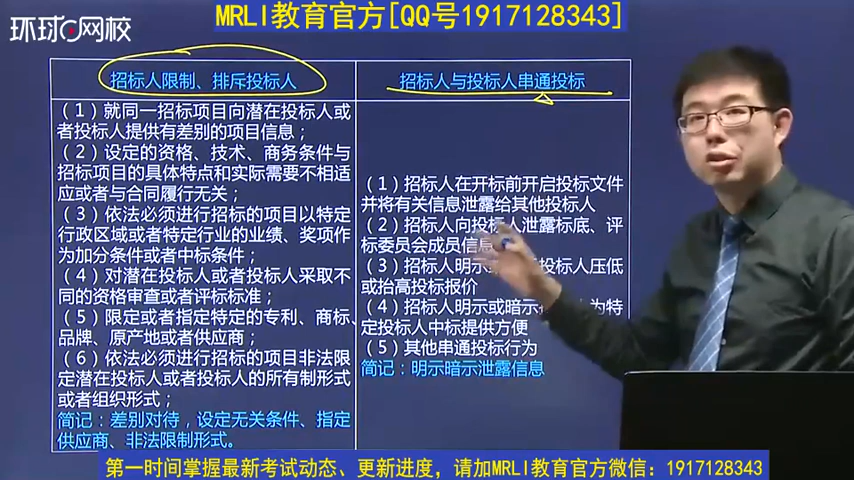 MRLI教育官方[QQ号1917128343]
环球网校
招标人限制、排斥投标人
(1)就同一招标项目向潜在投标人或
者投标人提供有差别的项目信息;
(2)设定的资格、技术、商务条件与
招标项目的具体特点和实际需要不相适
应或者与合同履行无关;
(3)依法必须进行招标的项目以特定
行政区域或者特定行业的业绩、奖项作
为加分条件或者中标条件;
(4)对潜在投标人或者投标人采取不
同的资格审查或者评标标准;
(5)限定或者指定特定的专利、商标、
品牌、原产地或者供应商;
(6)依法必须进行招标的项目非法限
定潜在投标人或者投标人的所有制形式
或者组织形式;
简记:差别对待,设定无关条件、指定
供应商、非法限制形式。
招标人与投标人串通投标
(1)招标人在开标前开启投标文件
并将有关信息泄露给其他投标人
(2)招标人向投标人泄露标底、评
标委员会成员信息
(3)招标人明示 投标人压低
或抬高投标报价
(4)招标人明示或暗示 为特
定投标人中标提供方便
(5)其他串通投标行为
简记:明示暗示泄露信息
第一时间掌握最新考试动态、更新进度,请加MRLI教育官方微信:1917128343